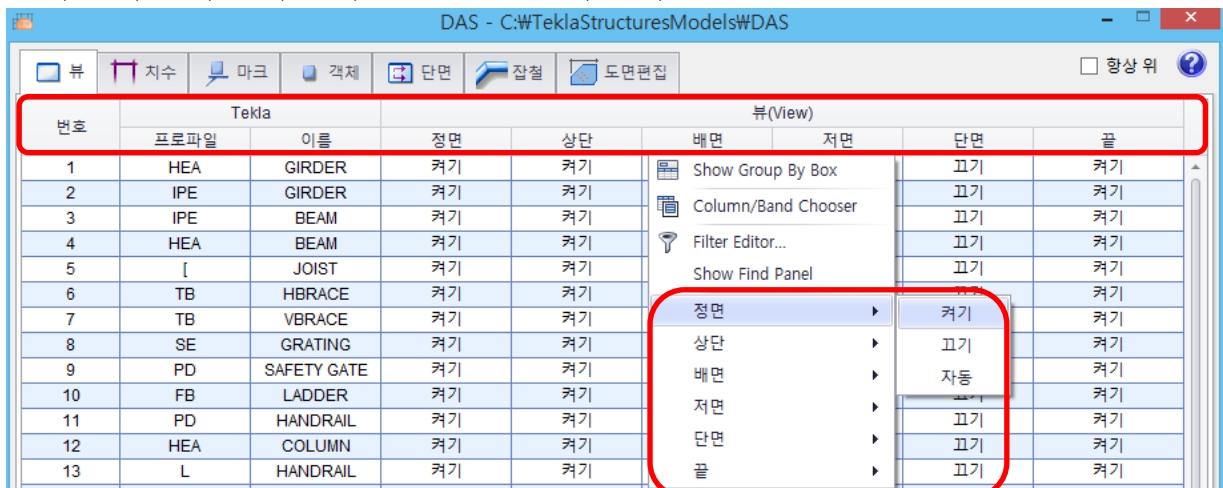 DAS - C:₩TeklaStructuresModels₩DAS
뷰 치수 마크 객체 단면 잡철 도면편집 항상 위
번호 Tekla 뷰(View)
프로파일 이름 정면 상단 배면 저면 단면 끝
1 HEA GIRDER 켜기 켜기 끄기 켜기
2 IPE GIRDER 켜기 켜기 끄기 켜기
3 IPE BEAM 켜기 켜기 끄기 켜기
4 HEA BEAM 켜기 켜기 끄기 켜기
5 [ JOIST 켜기 켜기 끄기 켜기
6 TB HBRACE 켜기 켜기 켜기
7 TB VBRACE 켜기 켜기 켜기
8 SE GRATING 켜기 켜기 켜기
9 PD SAFETY GATE 켜기 켜기 켜기
10 FB LADDER 켜기 켜기 켜기
11 PD HANDRAIL 켜기 켜기 끄기 켜기
12 HEA COLUMN 켜기 켜기 끄기 켜기
13 L HANDRAIL 켜기 켜기 끄기 켜기
Show Group By Box
Column/Band Chooser
Filter Editor...
Show Find Panel
정면
상단
배면
저면
단면
끝
켜기
끄기
자동